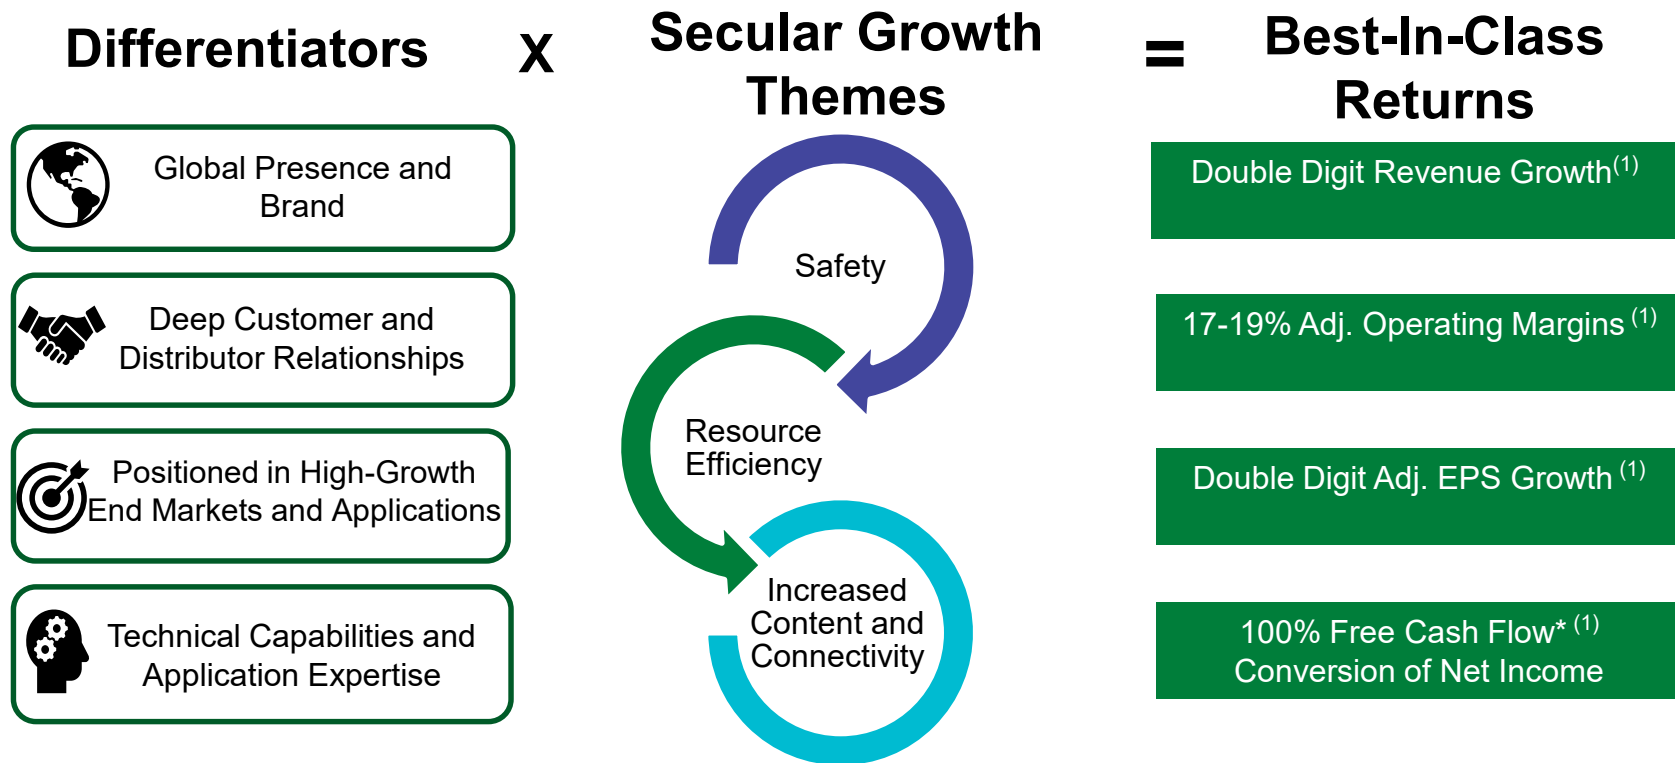 Differentiators
x
Secular Growth
Themes
=
Best-In-Class
Returns
Global Presence and
Brand
Deep Customer and
Distributor Relationships
Positioned in High-Growth
End Markets and Applications
Technical Capabilities and
Application Expertise
Safety
Resource
Efficiency
Increased
Content and
Connectivity
Double Digit Revenue Growth(1)
17-19% Adj. Operating Margins (1)
Double Digit Adj. EPS Growth (1)
100% Free Cash Flow* (1)
Conversion of Net Income